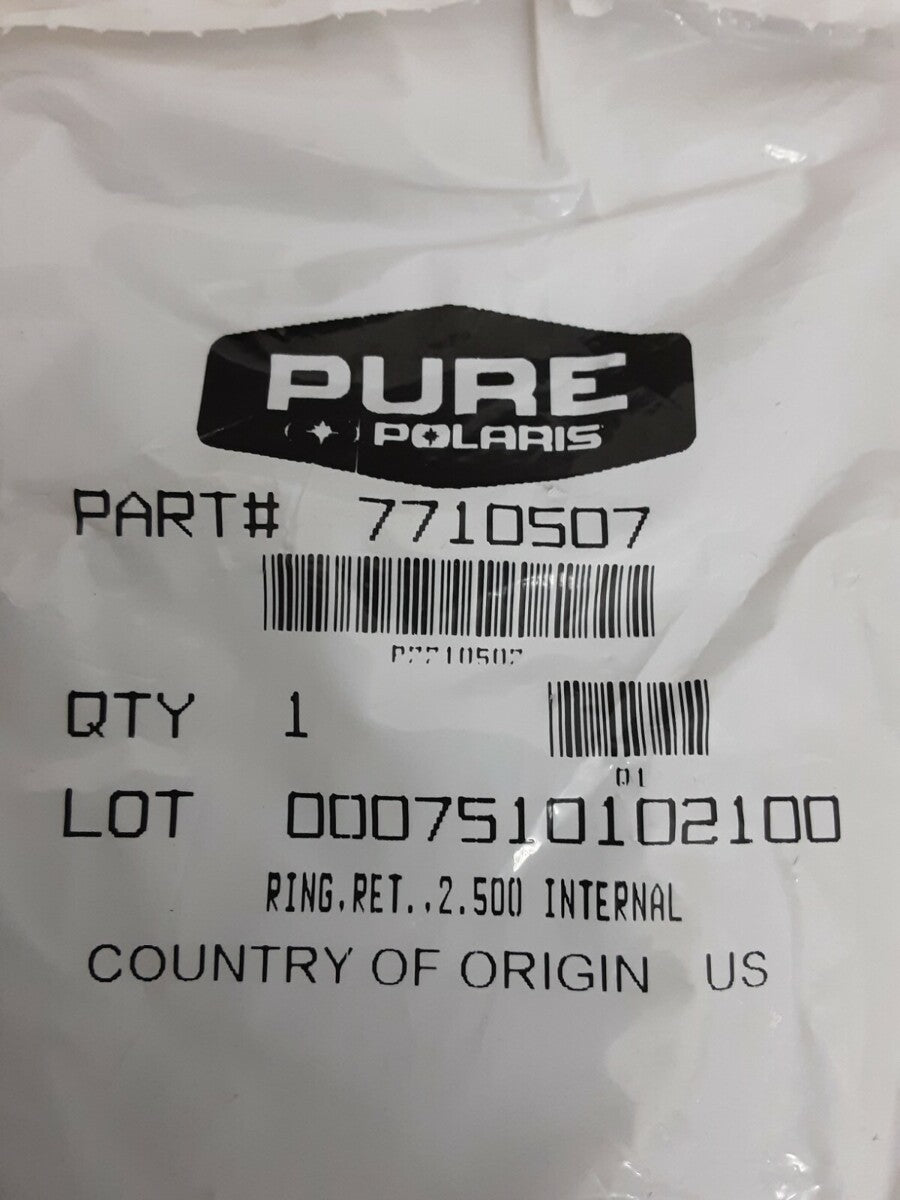 PURE
POLARIS
PART# 7710507
P7710507
QTY 1
01
LOT 0007510102100
RING,RET.,2.500 INTERNAL
COUNTRY OF ORIGIN US